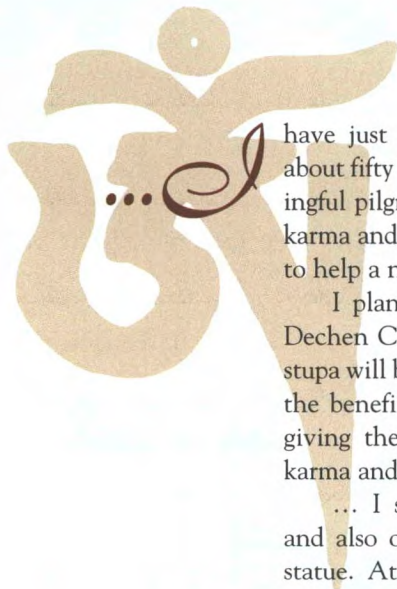 ... I have just
about fifty
ingful pilgr
karma and
to help a r
I plan
Dechen C
stupa will b
the benefi
giving the
karma and
... I s
and also o
statue. At